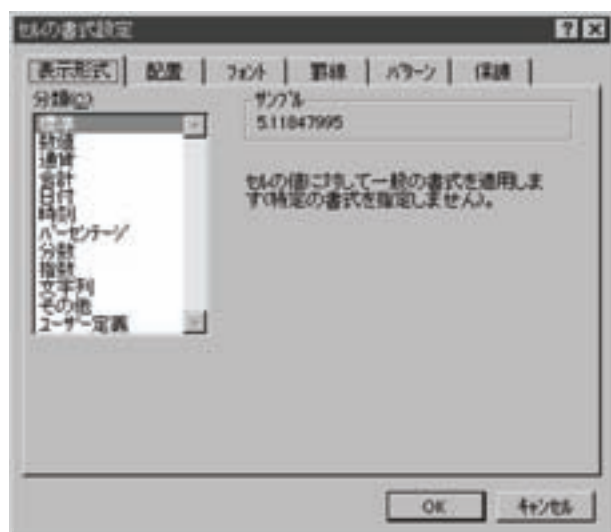 セルの書式設定
表示形式 配置 フォント 罫線 パターン 保護
分類(C)
標準
数値
通貨
会計
日付
時刻
パーセンテージ
分数
指数
文字列
その他
ユーザー定義
サンプル
5.11847995
セルの値に対して一般の書式を適用しま
す(特定の書式を指定しません)。
OK キャンセル